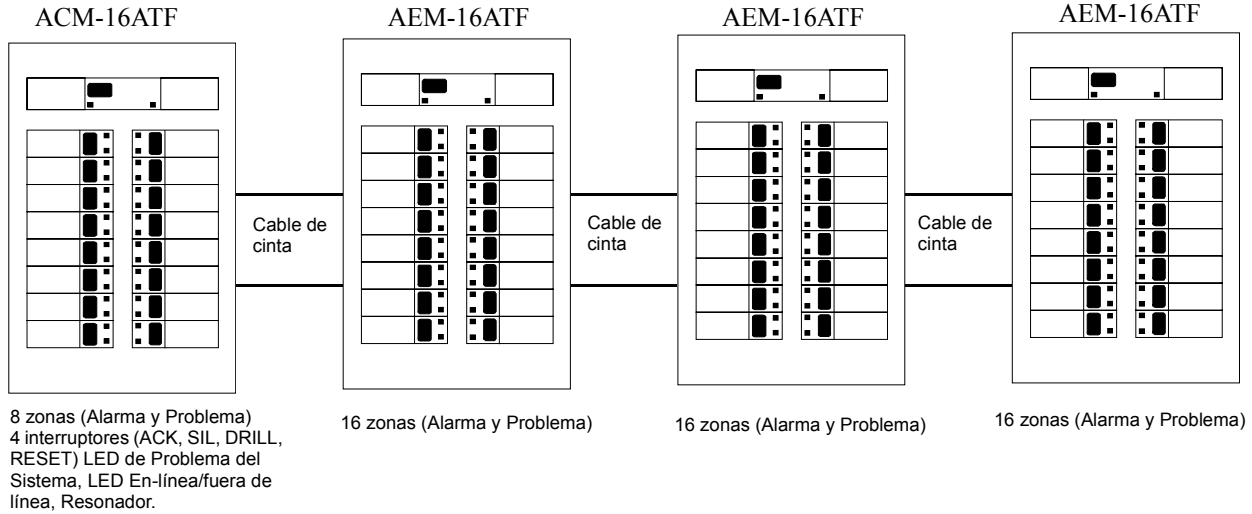 ACM-16ATF
AEM-16ATF
AEM-16ATF
AEM-16ATF
Cable de
cinta
Cable de
cinta
Cable de
cinta
8 zonas (Alarma y Problema)
4 interruptores (ACK, SIL, DRILL,
RESET) LED de Problema del
Sistema, LED En-línea/fuera de
línea, Resonador.
16 zonas (Alarma y Problema)
16 zonas (Alarma y Problema)
16 zonas (Alarma y Problema)